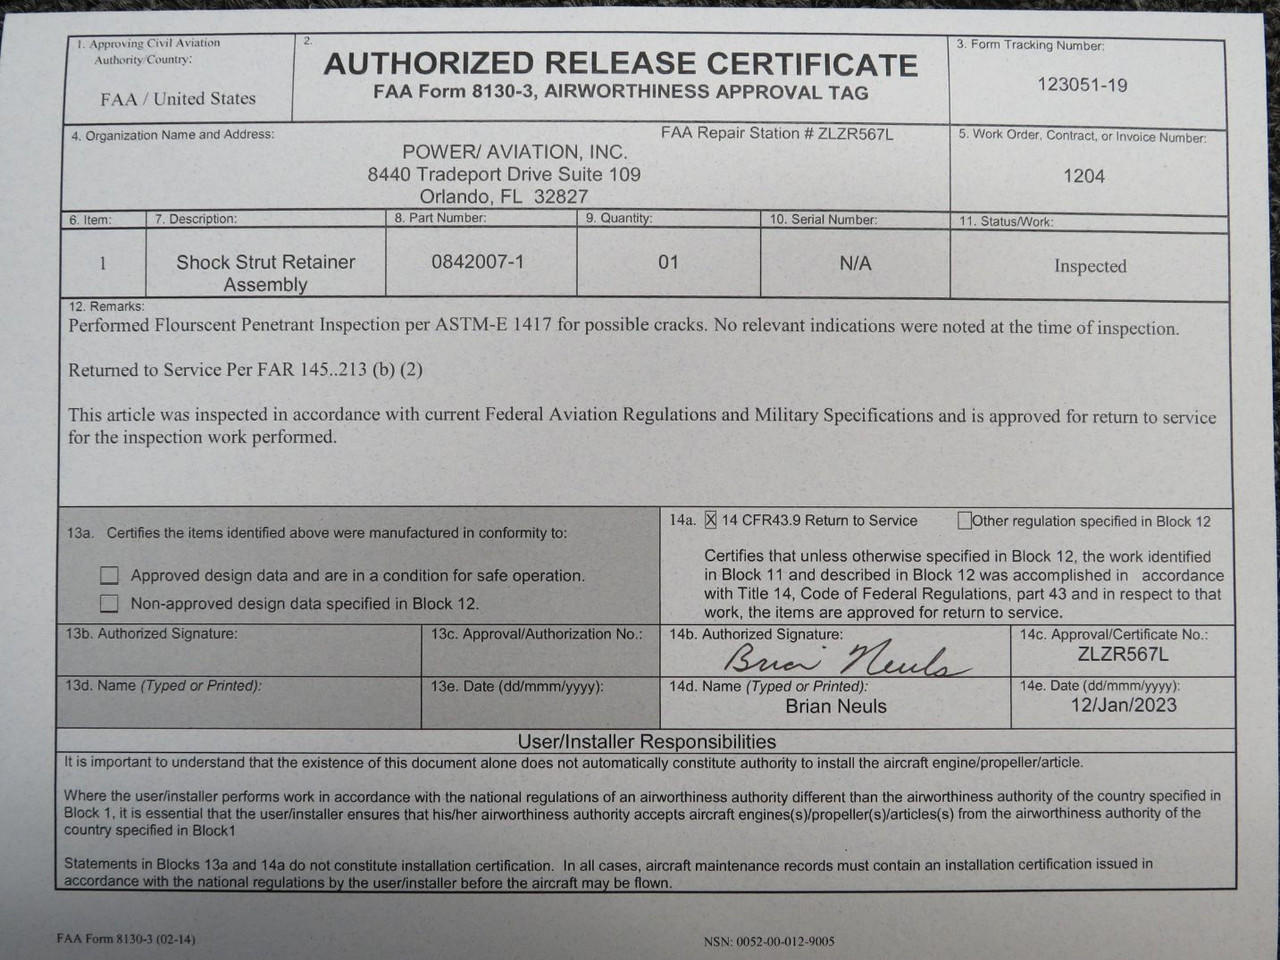 1. Approving Civil Aviation
Authority/Country:
FAA / United States
2.
AUTHORIZED RELEASE CERTIFICATE
FAA Form 8130-3, AIRWORTHINESS APPROVAL TAG
3. Form Tracking Number:
123051-19
4. Organization Name and Address:
FAA Repair Station # ZLZR567L
POWER/ AVIATION, INC.
8440 Tradeport Drive Suite 109
Orlando, FL 32827
5. Work Order, Contract, or Invoice Number:
1204
6. Item:
7. Description:
8. Part Number:
9. Quantity:
10. Serial Number:
11. Status/Work:
1
Shock Strut Retainer
Assembly
0842007-1
01
N/A
Inspected
12. Remarks:
Performed Flourscent Penetrant Inspection per ASTM-E 1417 for possible cracks. No relevant indications were noted at the time of inspection.
Returned to Service Per FAR 145..213 (b) (2)
This article was inspected in accordance with current Federal Aviation Regulations and Military Specifications and is approved for return to service
for the inspection work performed.
13a. Certifies the items identified above were manufactured in conformity to:
Approved design data and are in a condition for safe operation.
Non-approved design data specified in Block 12.
14a. X 14 CFR43.9 Return to Service
Other regulation specified in Block 12
Certifies that unless otherwise specified in Block 12, the work identified
in Block 11 and described in Block 12 was accomplished in accordance
with Title 14, Code of Federal Regulations, part 43 and in respect to that
work, the items are approved for return to service.
13b. Authorized Signature:
13c. Approval/Authorization No.:
14b. Authorized Signature:
Brian Neuls
14c. Approval/Certificate No.:
ZLZR567L
13d. Name (Typed or Printed):
13e. Date (dd/mmm/yyyy):
14d. Name (Typed or Printed):
Brian Neuls
14e. Date (dd/mmm/yyyy):
12/Jan/2023
User/Installer Responsibilities
It is important to understand that the existence of this document alone does not automatically constitute authority to install the aircraft engine/propeller/article.
Where the user/installer performs work in accordance with the national regulations of an airworthiness authority different than the airworthiness authority of the country specified in
Block 1, it is essential that the user/installer ensures that his/her airworthiness authority accepts aircraft engines(s)/propeller(s)/articles(s) from the airworthiness authority of the
country specified in Block1
Statements in Blocks 13a and 14a do not constitute installation certification. In all cases, aircraft maintenance records must contain an installation certification issued in
accordance with the national regulations by the user/installer before the aircraft may be flown.
FAA Form 8130-3 (02-14)
NSN: 0052-00-012-9005